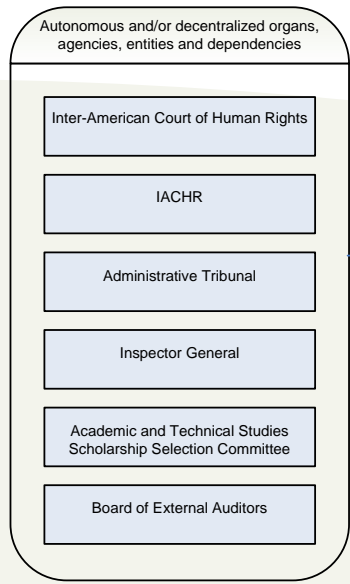 Autonomous and/or decentralized organs,
agencies, entities and dependencies
Inter-American Court of Human Rights
IACHR
Administrative Tribunal
Inspector General
Academic and Technical Studies
Scholarship Selection Committee
Board of External Auditors